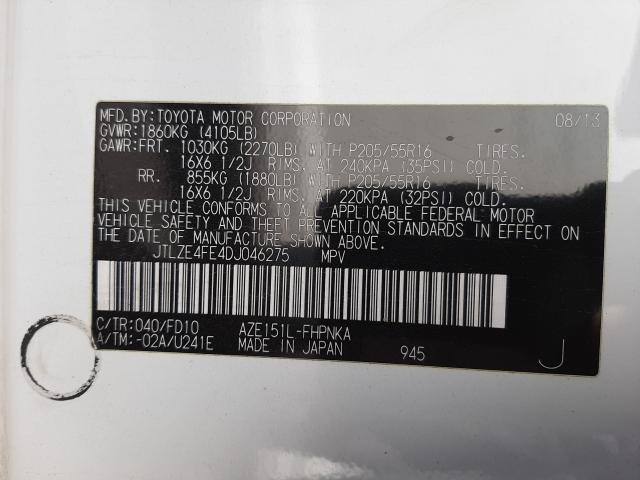 MFD.BY:TOYOTA MOTOR CORPORATION 08/13
GVWR:1860KG (4105LB)
GAWR:FRT. 1030KG (2270LB) WITH P205/55R16 TIRES.
16X6 1/2J RIMS. AT 240KPA (35PSI) COLD.
RR. 855KG (1880LB) WITH P205/55R16 TIRES.
16X6 1/2J RIMS. AT 220KPA (32PSI) COLD.
THIS VEHICLE CONFORMS TO ALL APPLICABLE FEDERAL MOTOR
VEHICLE SAFETY AND THEFT PREVENTION STANDARDS IN EFFECT ON
THE DATE OF MANUFACTURE SHOWN ABOVE.
JTLZE4FE4DJ046275 MPV
C/TR:040/FD10 AZE151L-FHPNKA
A/TM:-02A/U241E MADE IN JAPAN 945 J